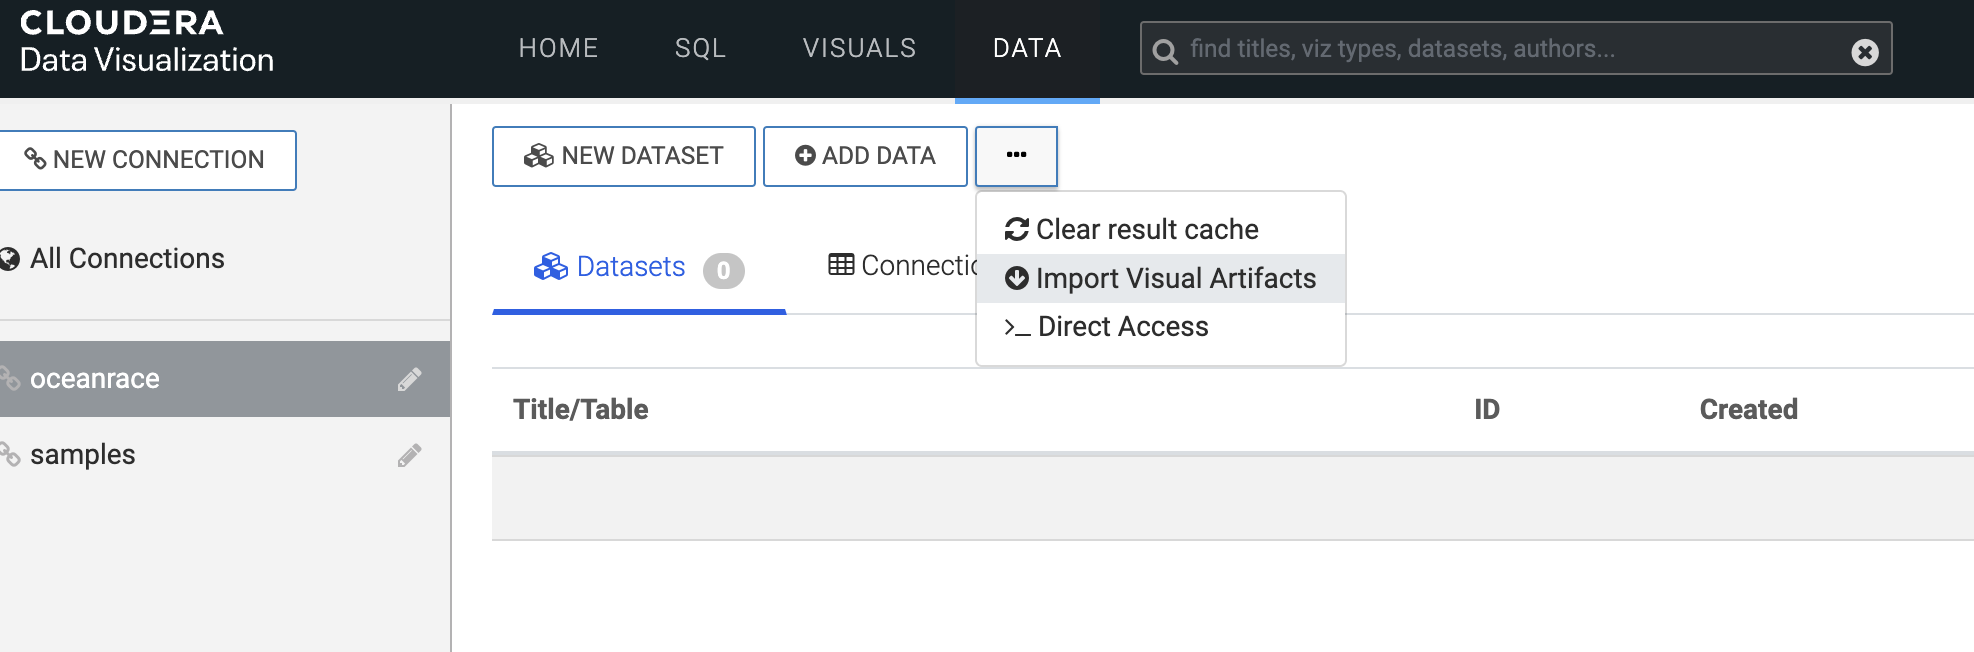 CLOUDERA
Data Visualization
HOME
SQL
VISUALS
DATA
find titles, viz types, datasets, authors...
NEW CONNECTION
NEW DATASET
ADD DATA
...
All Connections
Datasets 0
Connectio
Clear result cache
Import Visual Artifacts
>_ Direct Access
oceanrace
samples
Title/Table
ID
Created